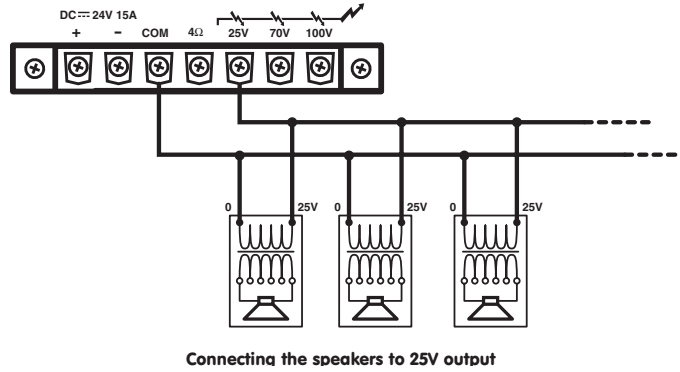 DC⎓24V 15A
+ − COM 4Ω 25V 70V 100V
0 25V 0 25V 0 25V
Connecting the speakers to 25V output